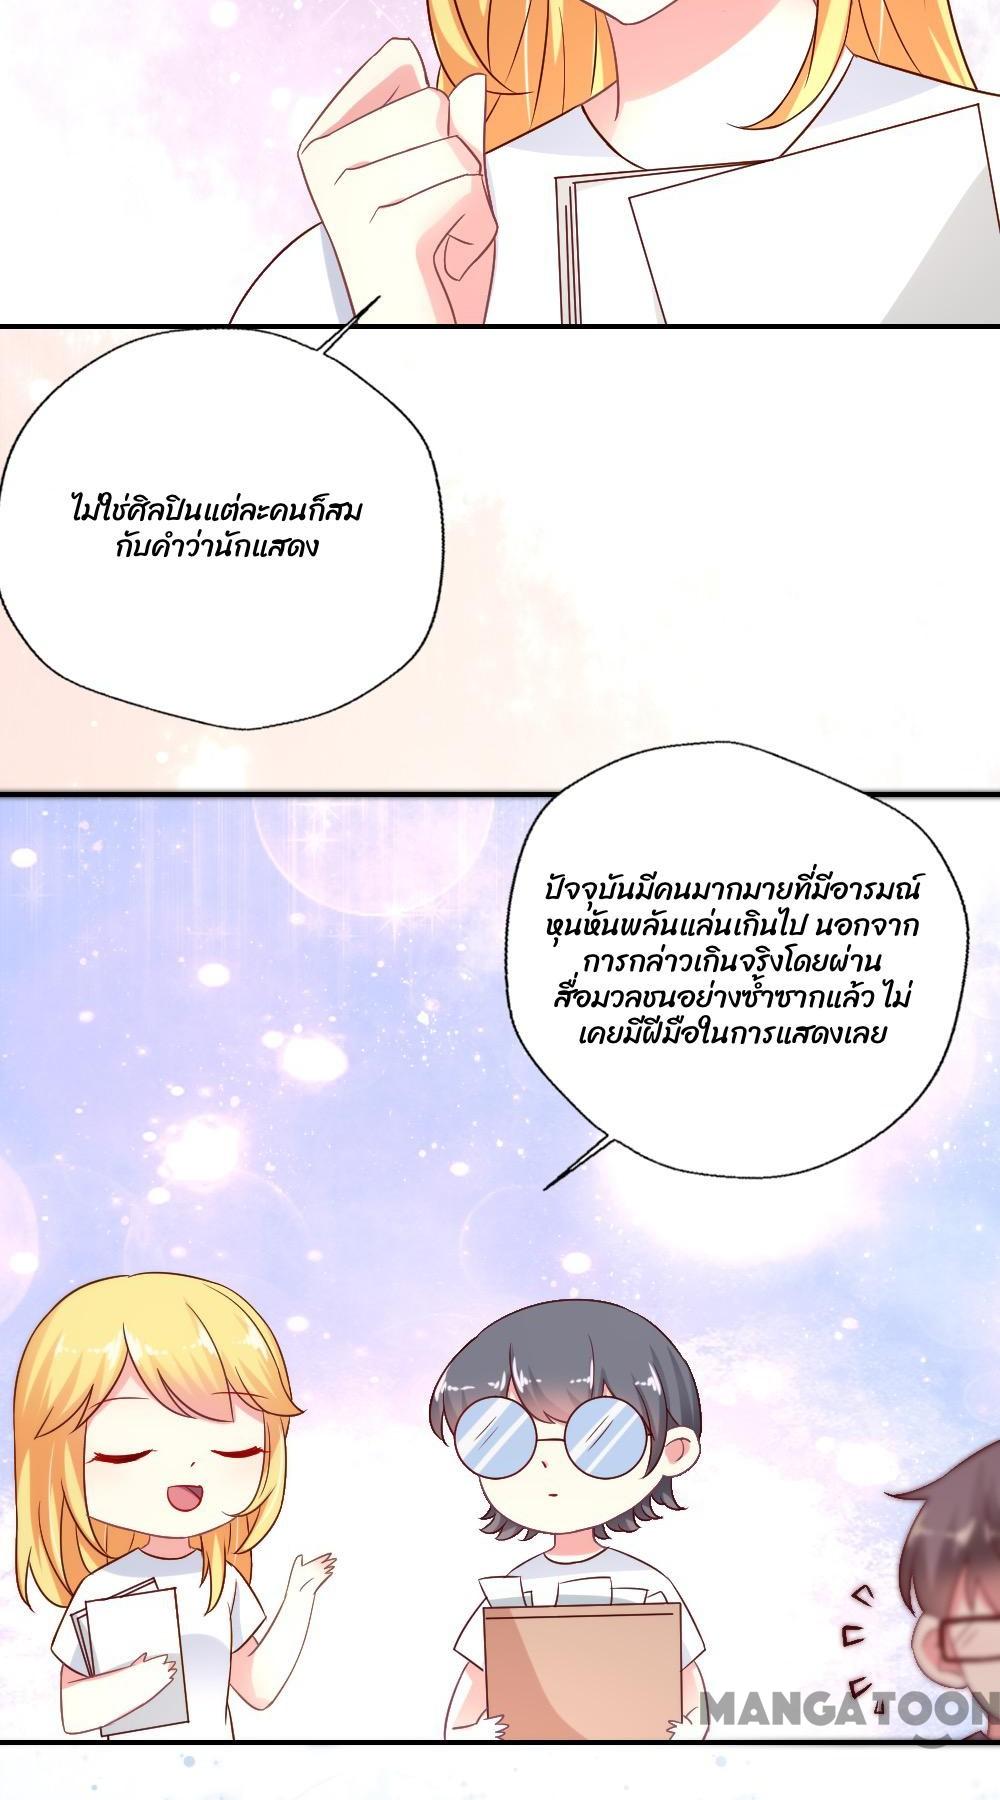 ไม่ใช่ศิลปินแต่ละคนก็สม
กับคำว่านักแสดง
ปัจจุบันมีคนมากมายที่มีอารมณ์
หุนหันพลันแล่นเกินไป นอกจาก
การกล่าวเกินจริงโดยผ่าน
สื่อมวลชนอย่างซ้ำซากแล้ว ไม่
เคยมีฝีมือในการแสดงเลย
MANGATOON